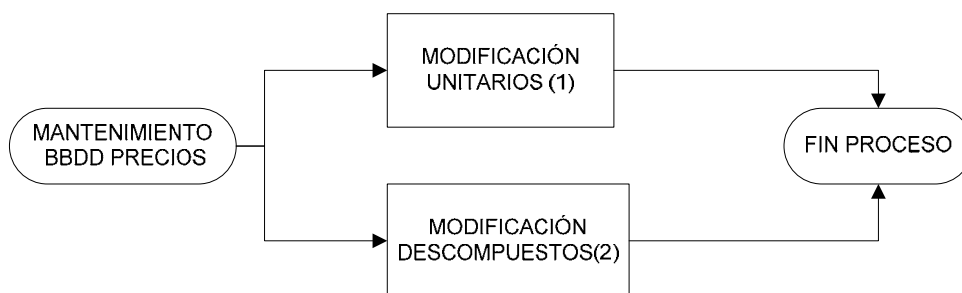 MANTENIMIENTO
BBDD PRECIOS
MODIFICACIÓN
UNITARIOS (1)
MODIFICACIÓN
DESCOMPUESTOS(2)
FIN PROCESO